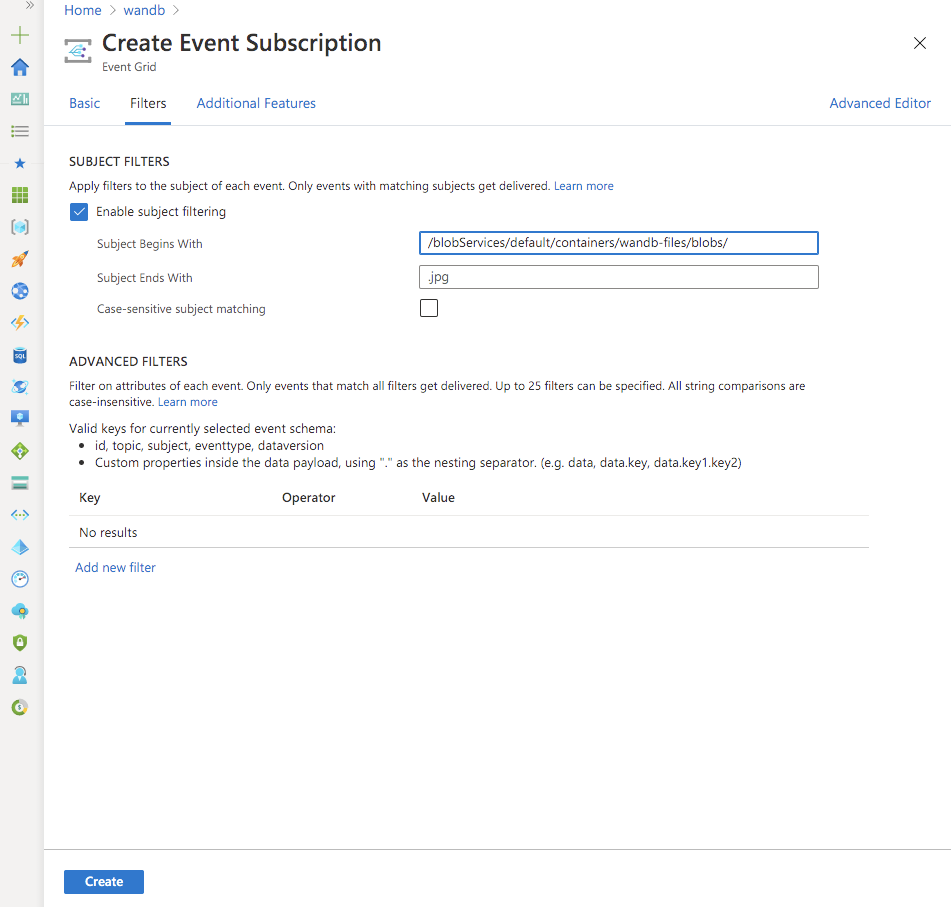 »
Home > wandb >
Create Event Subscription
Event Grid
Basic Filters Additional Features Advanced Editor
SUBJECT FILTERS
Apply filters to the subject of each event. Only events with matching subjects get delivered. Learn more
Enable subject filtering
Subject Begins With /blobServices/default/containers/wandb-files/blobs/
Subject Ends With .jpg
Case-sensitive subject matching
ADVANCED FILTERS
Filter on attributes of each event. Only events that match all filters get delivered. Up to 25 filters can be specified. All string comparisons are
case-insensitive. Learn more
Valid keys for currently selected event schema:
• id, topic, subject, eventtype, dataversion
• Custom properties inside the data payload, using "." as the nesting separator. (e.g. data, data.key, data.key1.key2)
Key Operator Value
No results
Add new filter
Create